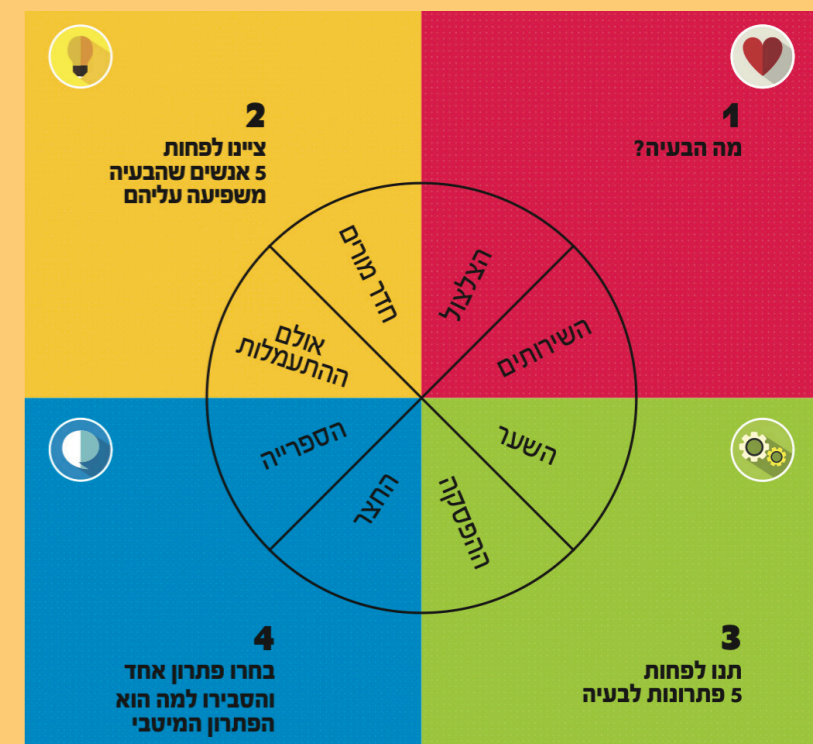 1
מה הבעיה?
2
ציינו לפחות
5 אנשים שהבעיה
משפיעה עליהם
הצלצול
השירותים
השער
ההפסקה
החצר
הספרייה
אולם
ההתעמלות
חדר מורים
3
תנו לפחות
5 פתרונות לבעיה
4
בחרו פתרון אחד
והסבירו למה הוא
הפתרון המיטבי